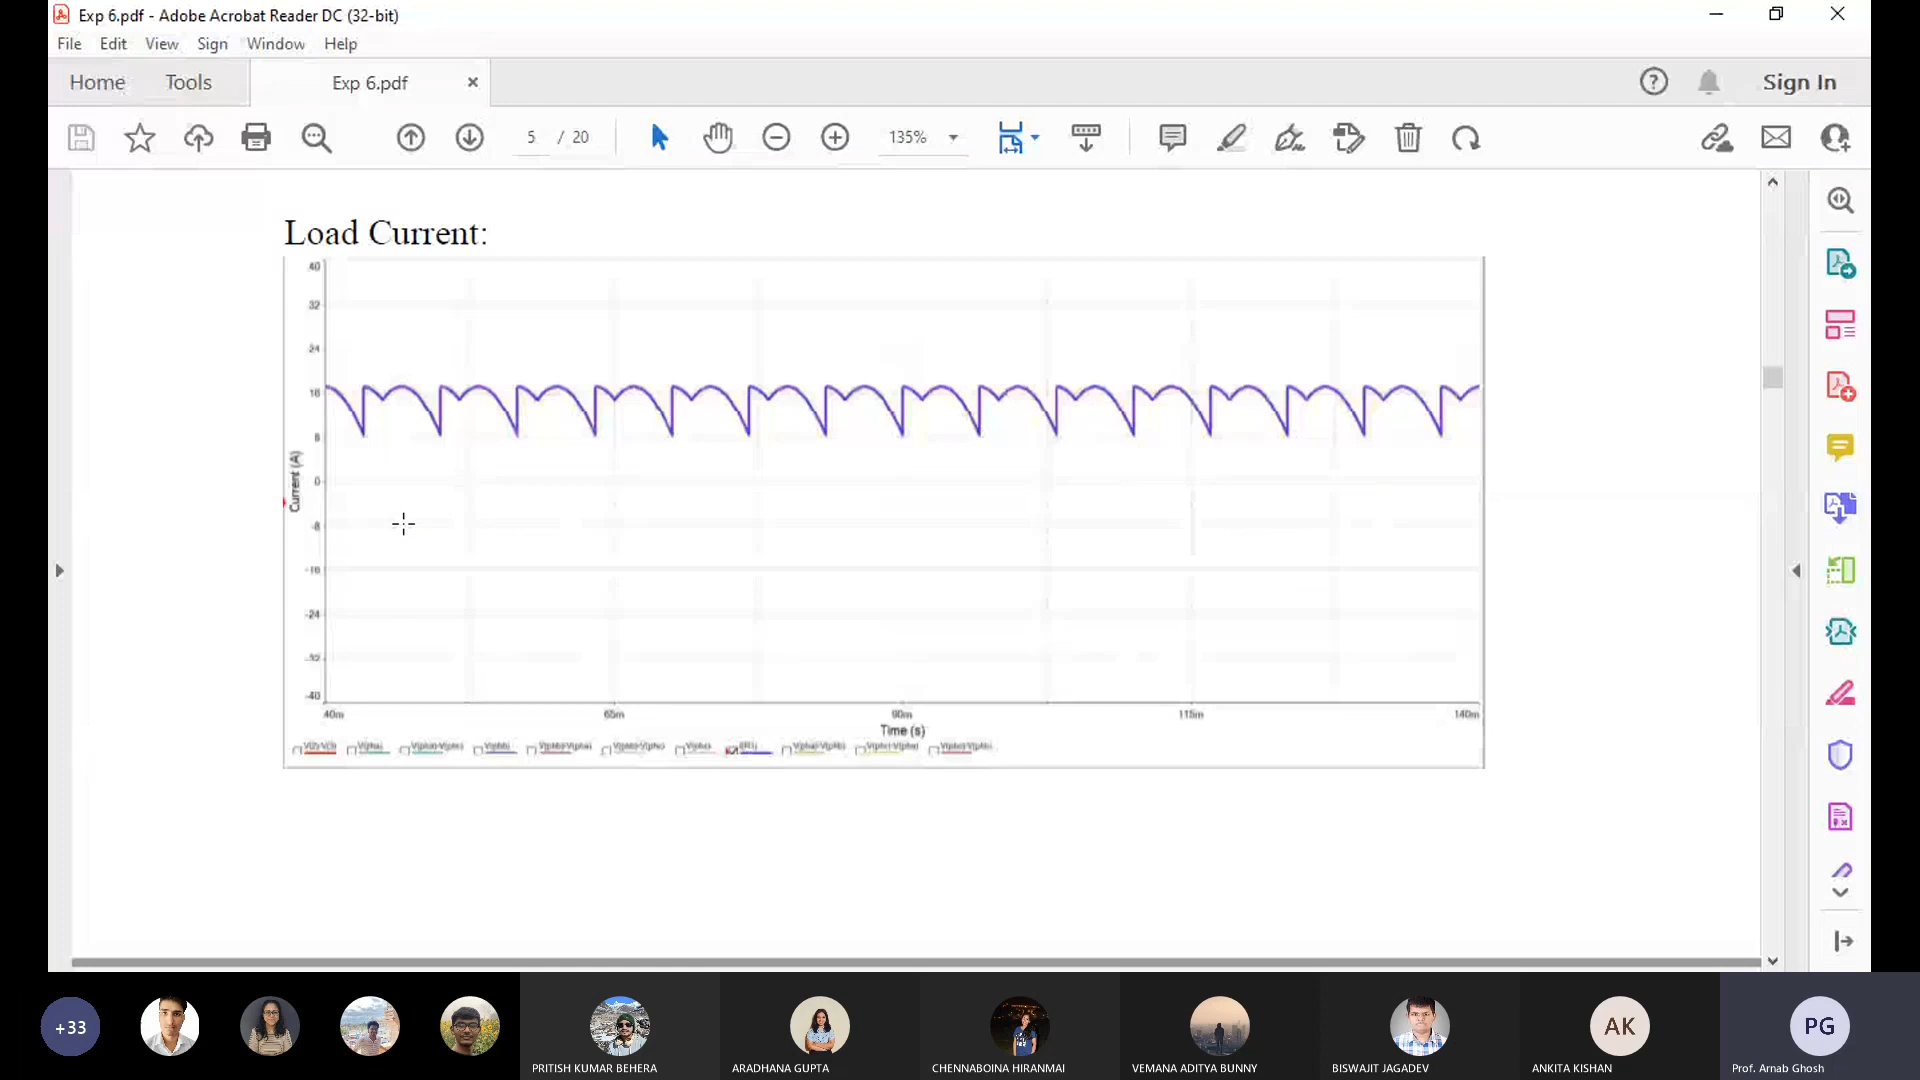 Exp 6.pdf - Adobe Acrobat Reader DC (32-bit)
File Edit View Sign Window Help
Home Tools Exp 6.pdf Sign In
5 / 20 135%
Load Current:
40
32
24
16
8
0
-8
-16
-24
-32
-40
Current (A)
40m 65m 90m 115m 140m
Time (s)
+33
PRITISH KUMAR BEHERA
ARADHANA GUPTA
CHENNABOINA HIRANMAI
VEMANA ADITYA BUNNY
BISWAJIT JAGADEV
AK
ANKITA KISHAN
PG
Prof. Arnab Ghosh